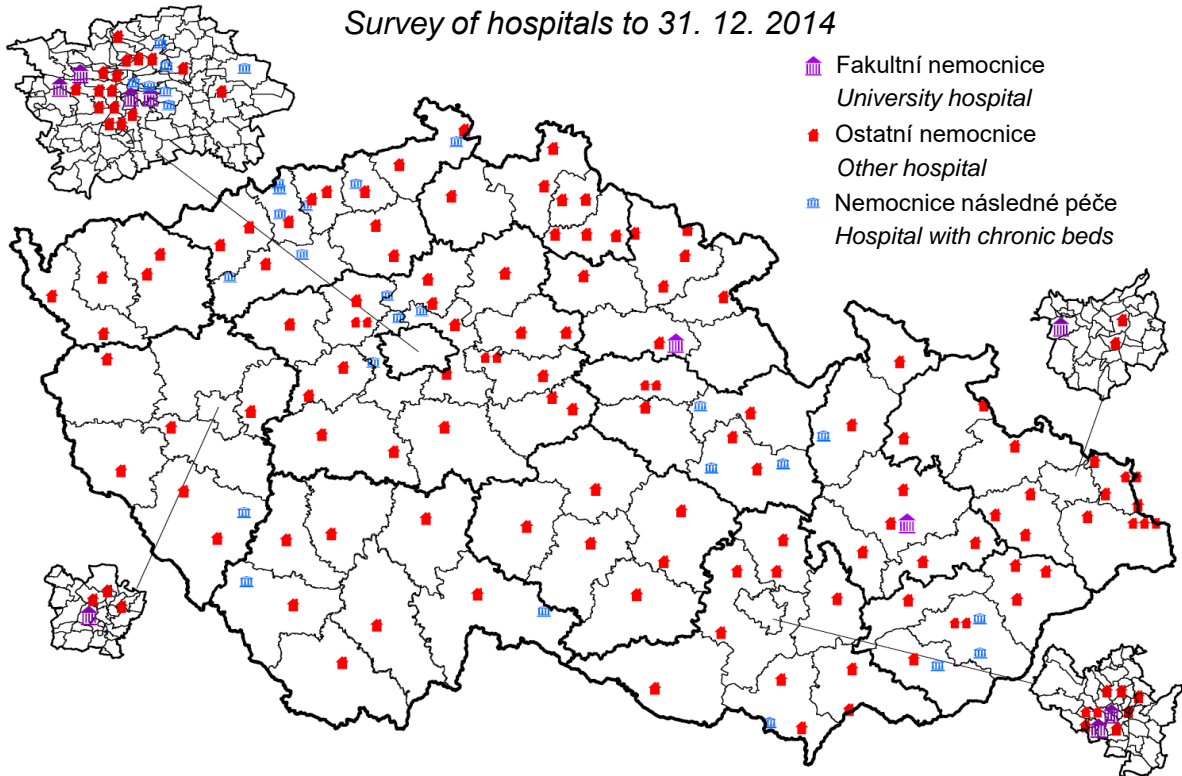 Survey of hospitals to 31. 12. 2014
Fakultní nemocnice
University hospital
Ostatní nemocnice
Other hospital
Nemocnice následné péče
Hospital with chronic beds